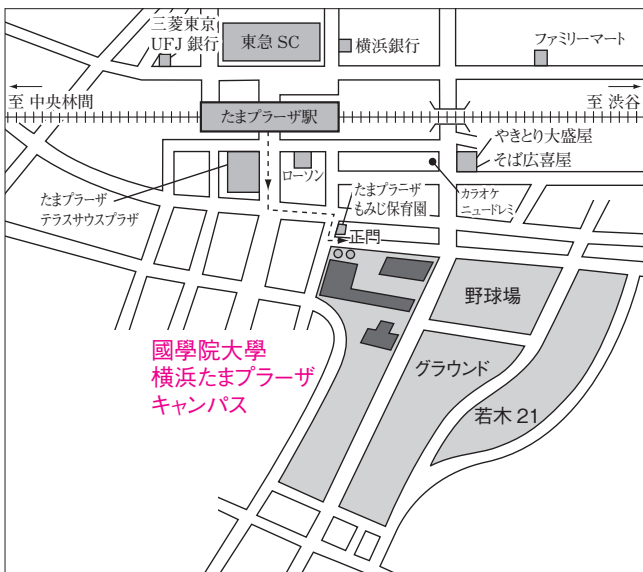 三菱東京
UFJ 銀行
東急 SC
横浜銀行
ファミリーマート
至 中央林間
たまプラーザ駅
至 渋谷
やきとり大盛屋
そば広喜屋
ローソン
カラオケ
ニュードレミ
たまプラーザ
テラスサウスプラザ
たまプラーザ
もみじ保育園
正門
野球場
グラウンド
若木 21
國學院大學
横浜たまプラーザ
キャンパス